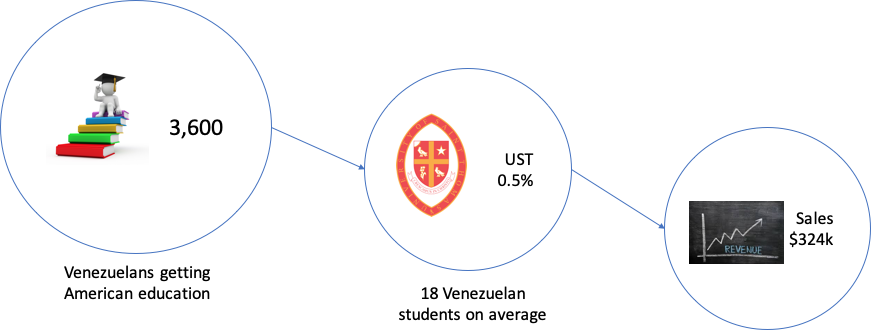 3,600
Venezuelans getting
American education
UST
0.5%
18 Venezuelan
students on average
REVENUE
Sales
$324k